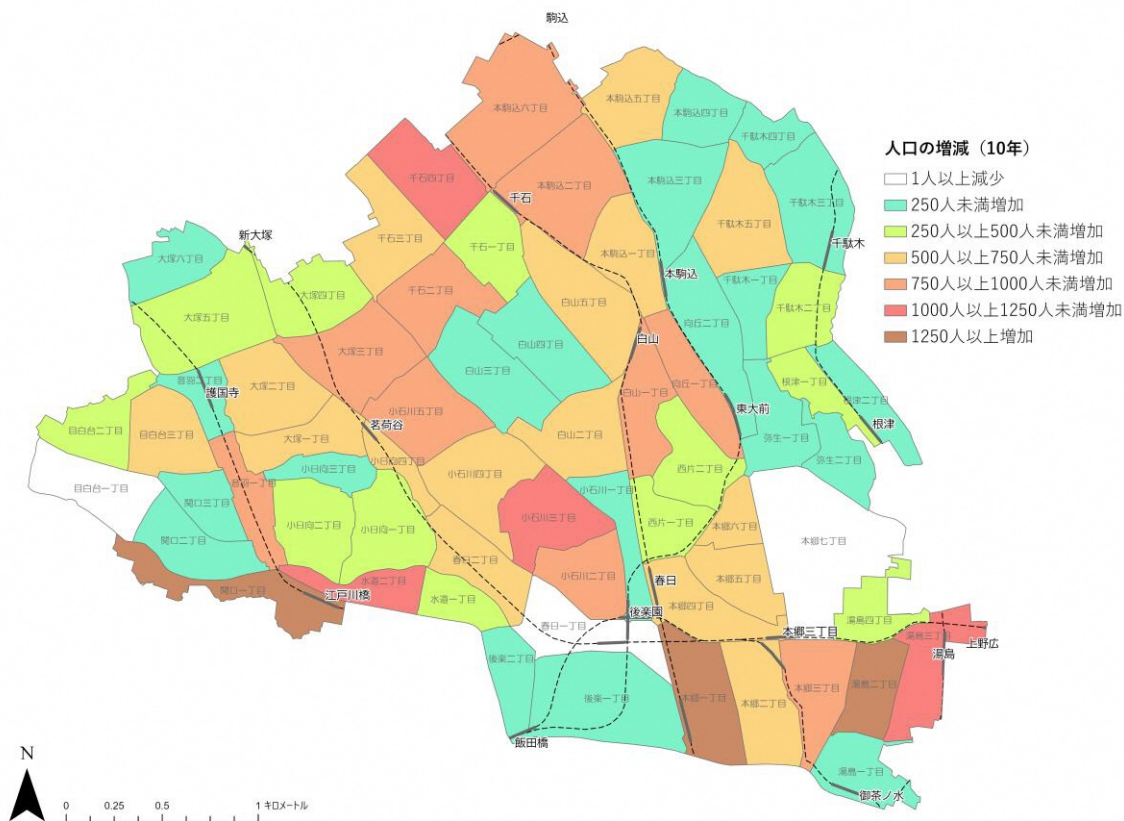 駒込
本駒込六丁目
本駒込五丁目
本駒込四丁目
千駄木四丁目
人口の増減（10年）
1人以上減少
250人未満増加
250人以上500人未満増加
500人以上750人未満増加
750人以上1000人未満増加
1000人以上1250人未満増加
1250人以上増加
千石四丁目
本駒込二丁目
本駒込三丁目
千石
千駄木五丁目
千駄木三丁目
千石三丁目
千石一丁目
本駒込一丁目
千駄木
新大塚
大塚六丁目
本駒込
千駄木一丁目
大塚四丁目
千石二丁目
白山五丁目
千駄木二丁目
大塚五丁目
向丘二丁目
白山
白山四丁目
大塚三丁目
白山三丁目
向丘一丁目
根津一丁目
音羽二丁目
護国寺
大塚二丁目
白山一丁目
根津二丁目
小石川五丁目
東大前
根津
目白台二丁目
目白台三丁目
大塚一丁目
茗荷谷
白山二丁目
弥生一丁目
小日向四丁目
弥生二丁目
小日向三丁目
小石川四丁目
西片二丁目
目白台一丁目
音羽一丁目
小石川一丁目
関口三丁目
小石川三丁目
西片一丁目
本郷六丁目
小日向二丁目
小日向一丁目
関口二丁目
本郷七丁目
春日二丁目
小石川二丁目
春日
本郷五丁目
水道二丁目
関口一丁目
江戸川橋
水道一丁目
本郷四丁目
後楽園
湯島四丁目
春日一丁目
本郷三丁目
湯島三丁目
上野広
湯島
後楽二丁目
後楽一丁目
本郷一丁目
本郷二丁目
本郷三丁目
湯島二丁目
飯田橋
湯島一丁目
御茶ノ水
N
0 0.25 0.5 1 キロメートル